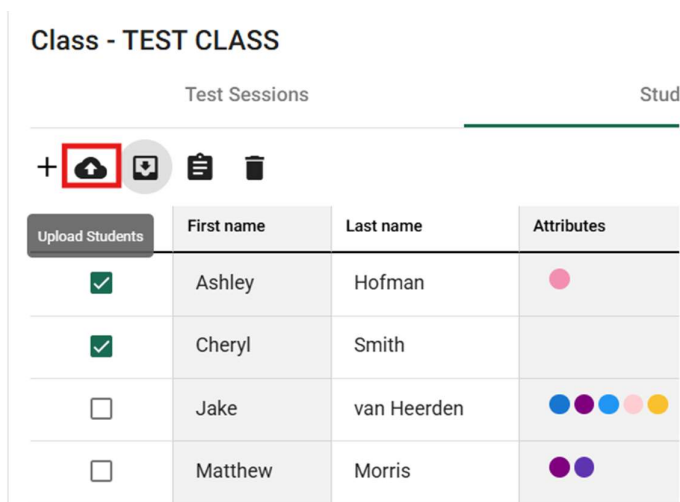 Class - TEST CLASS
Test Sessions Stud
Upload Students First name Last name Attributes
Ashley Hofman
Cheryl Smith
Jake van Heerden
Matthew Morris